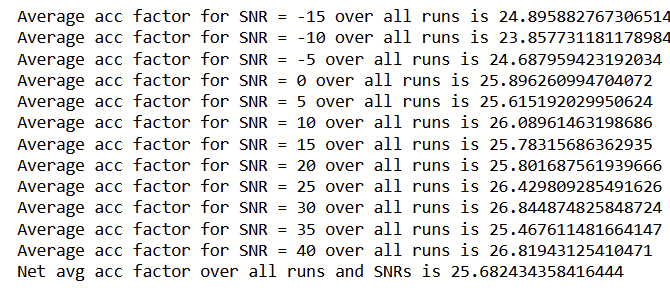 Average acc factor for SNR = -15 over all runs is 24.895882767306514
Average acc factor for SNR = -10 over all runs is 23.857731181178984
Average acc factor for SNR = -5 over all runs is 24.687959423192034
Average acc factor for SNR = 0 over all runs is 25.896260994704072
Average acc factor for SNR = 5 over all runs is 25.615192029950624
Average acc factor for SNR = 10 over all runs is 26.08961463198686
Average acc factor for SNR = 15 over all runs is 25.78315686362935
Average acc factor for SNR = 20 over all runs is 25.801687561939666
Average acc factor for SNR = 25 over all runs is 26.429809285491626
Average acc factor for SNR = 30 over all runs is 26.844874825848724
Average acc factor for SNR = 35 over all runs is 25.467611481664147
Average acc factor for SNR = 40 over all runs is 26.81943125410471
Net avg acc factor over all runs and SNRs is 25.682434358416444